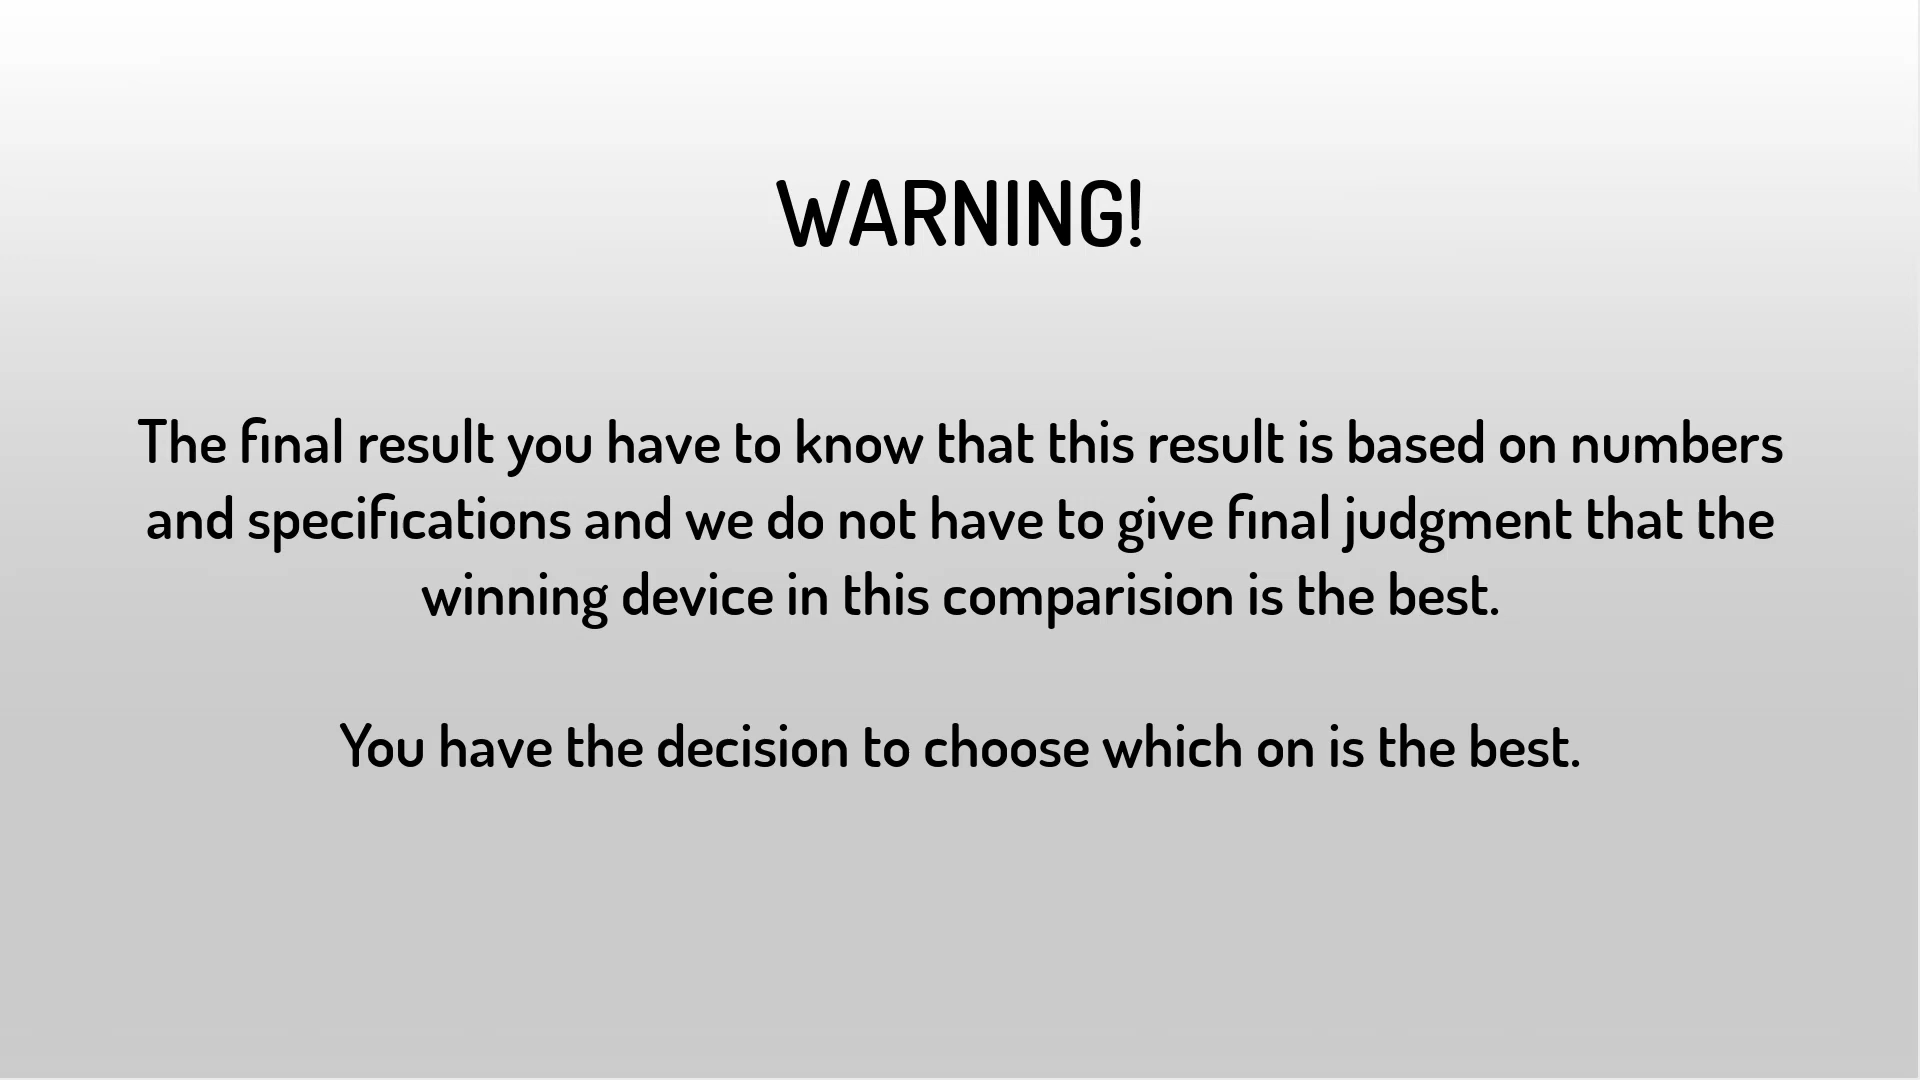 WARNING!
The final result you have to know that this result is based on numbers
and specifications and we do not have to give final judgment that the
winning device in this comparision is the best.
You have the decision to choose which on is the best.